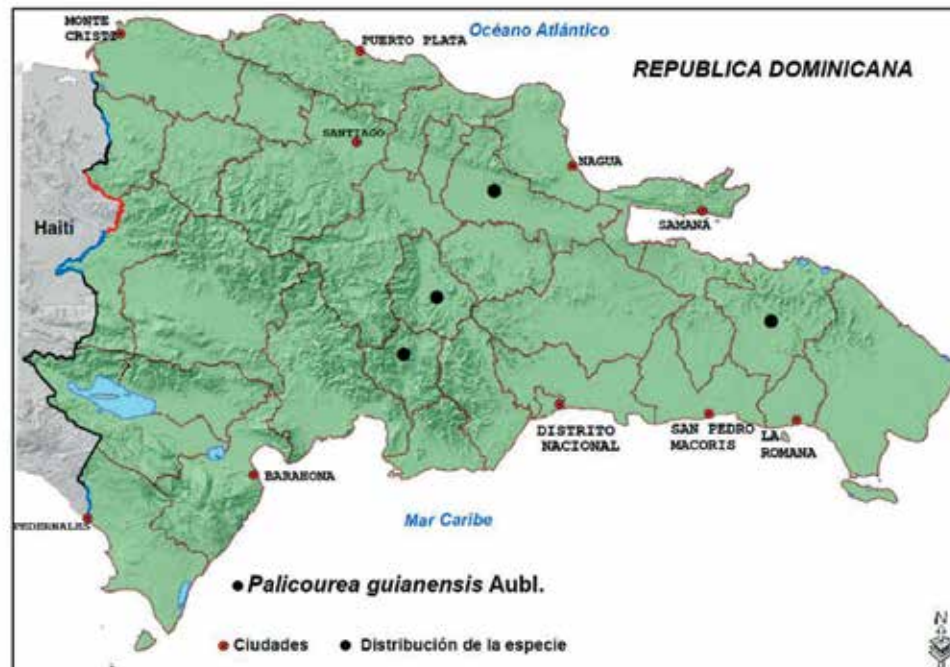 MONTE
CRISTI
Océano Atlántico
PUERTO PLATA
REPUBLICA DOMINICANA
SANTIAGO
NAGUA
Haití
SAMANÁ
DISTRITO
NACIONAL
SAN PEDRO
MACORIS
LA
ROMANA
BARAHONA
PEDERNALES
Mar Caribe
Palicourea guianensis Aubl.
Ciudades
Distribución de la especie
N